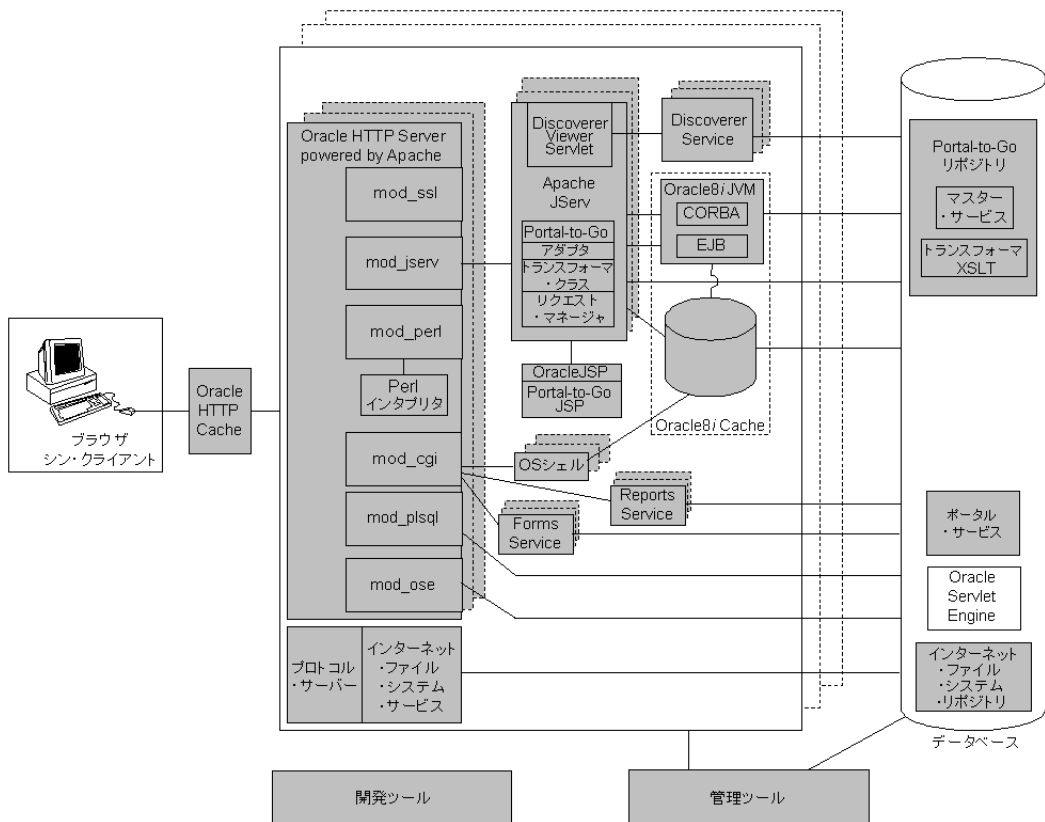 ブラウザ
シン・クライアント
Oracle
HTTP
Cache
Oracle HTTP Server
powered by Apache
mod_ssl
mod_jserv
mod_perl
Perl
インタプリタ
mod_cgi
mod_plsql
mod_ose
プロトコル
・サーバー
インターネット
・ファイル
・システム
・サービス
Discoverer
Viewer
Servlet
Apache
JServ
Portal-to-Go
アダプタ
トランスフォーマ
・クラス
リクエスト
・マネージャ
OracleJSP
Portal-to-Go
JSP
OSシェル
Forms
Service
Reports
Service
Discoverer
Service
Oracle8i JVM
CORBA
EJB
Oracle8i Cache
Portal-to-Go
リポジトリ
マスター
・サービス
トランスフォーマ
XSLT
ポータル
・サービス
Oracle
Servlet
Engine
インターネット
・ファイル
・システム
・リポジトリ
データベース
開発ツール
管理ツール